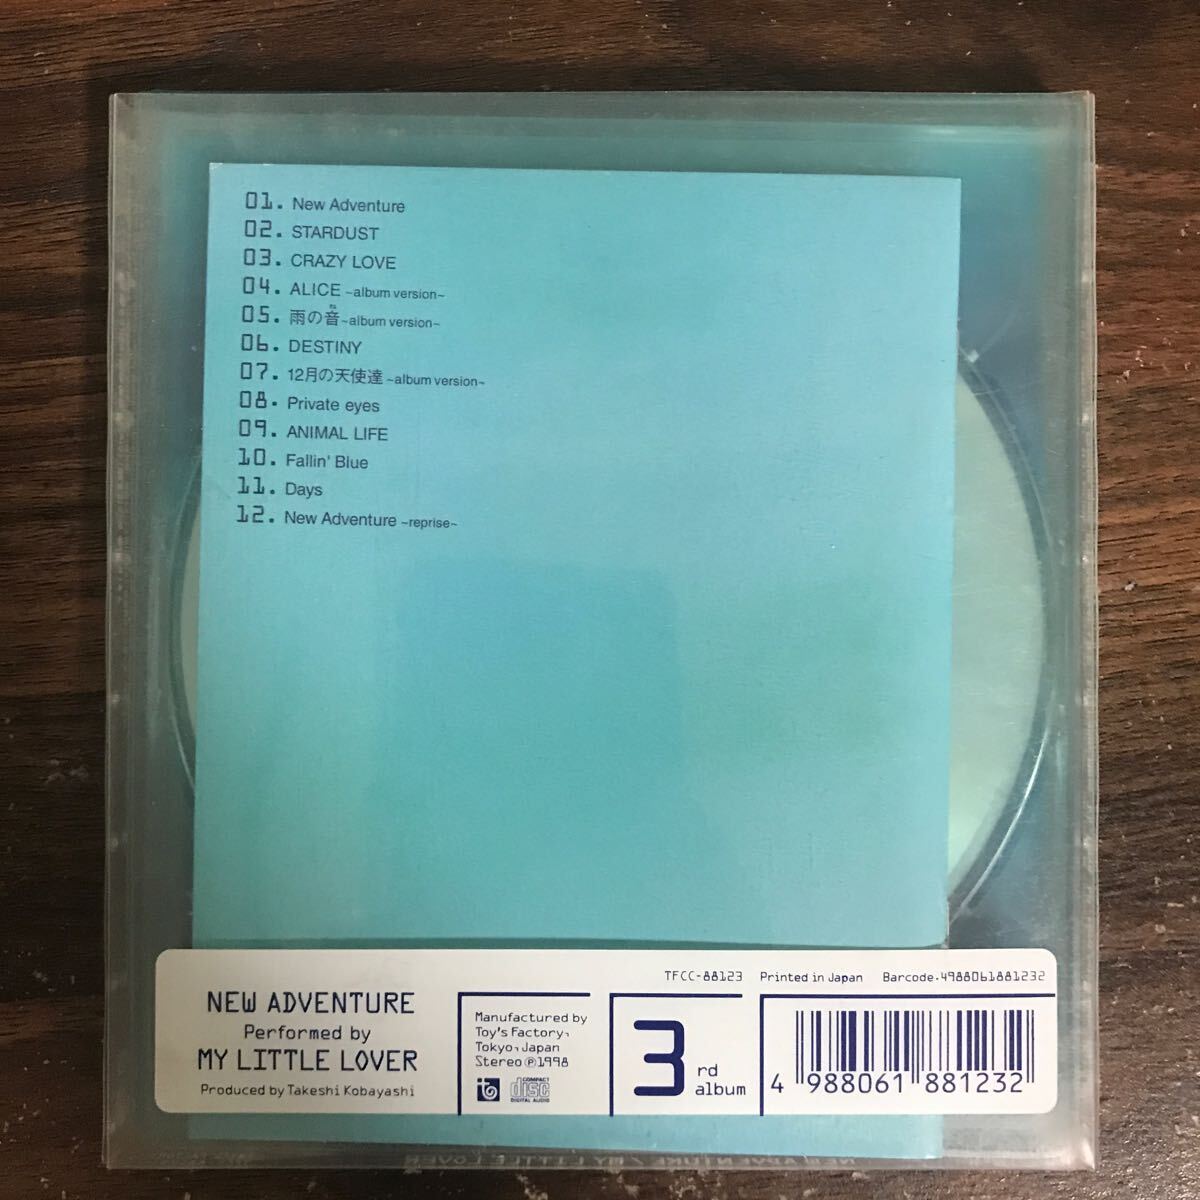 01. New Adventure
02. STARDUST
03. CRAZY LOVE
04. ALICE ~album version~
05. 雨の音~album version~
06. DESTINY
07. 12月の天使達 ~album version~
08. Private eyes
09. ANIMAL LIFE
10. Fallin' Blue
11. Days
12. New Adventure ~reprise~
TFCC-88123 Printed in Japan Barcode.4988061881232
NEW ADVENTURE
Performed by
MY LITTLE LOVER
Produced by Takeshi Kobayashi
Manufactured by
Toy's Factory,
Tokyo, Japan
Stereo Ⓟ1998
COMPACT
disc
DIGITAL AUDIO
3rd
album
4 988061 881232